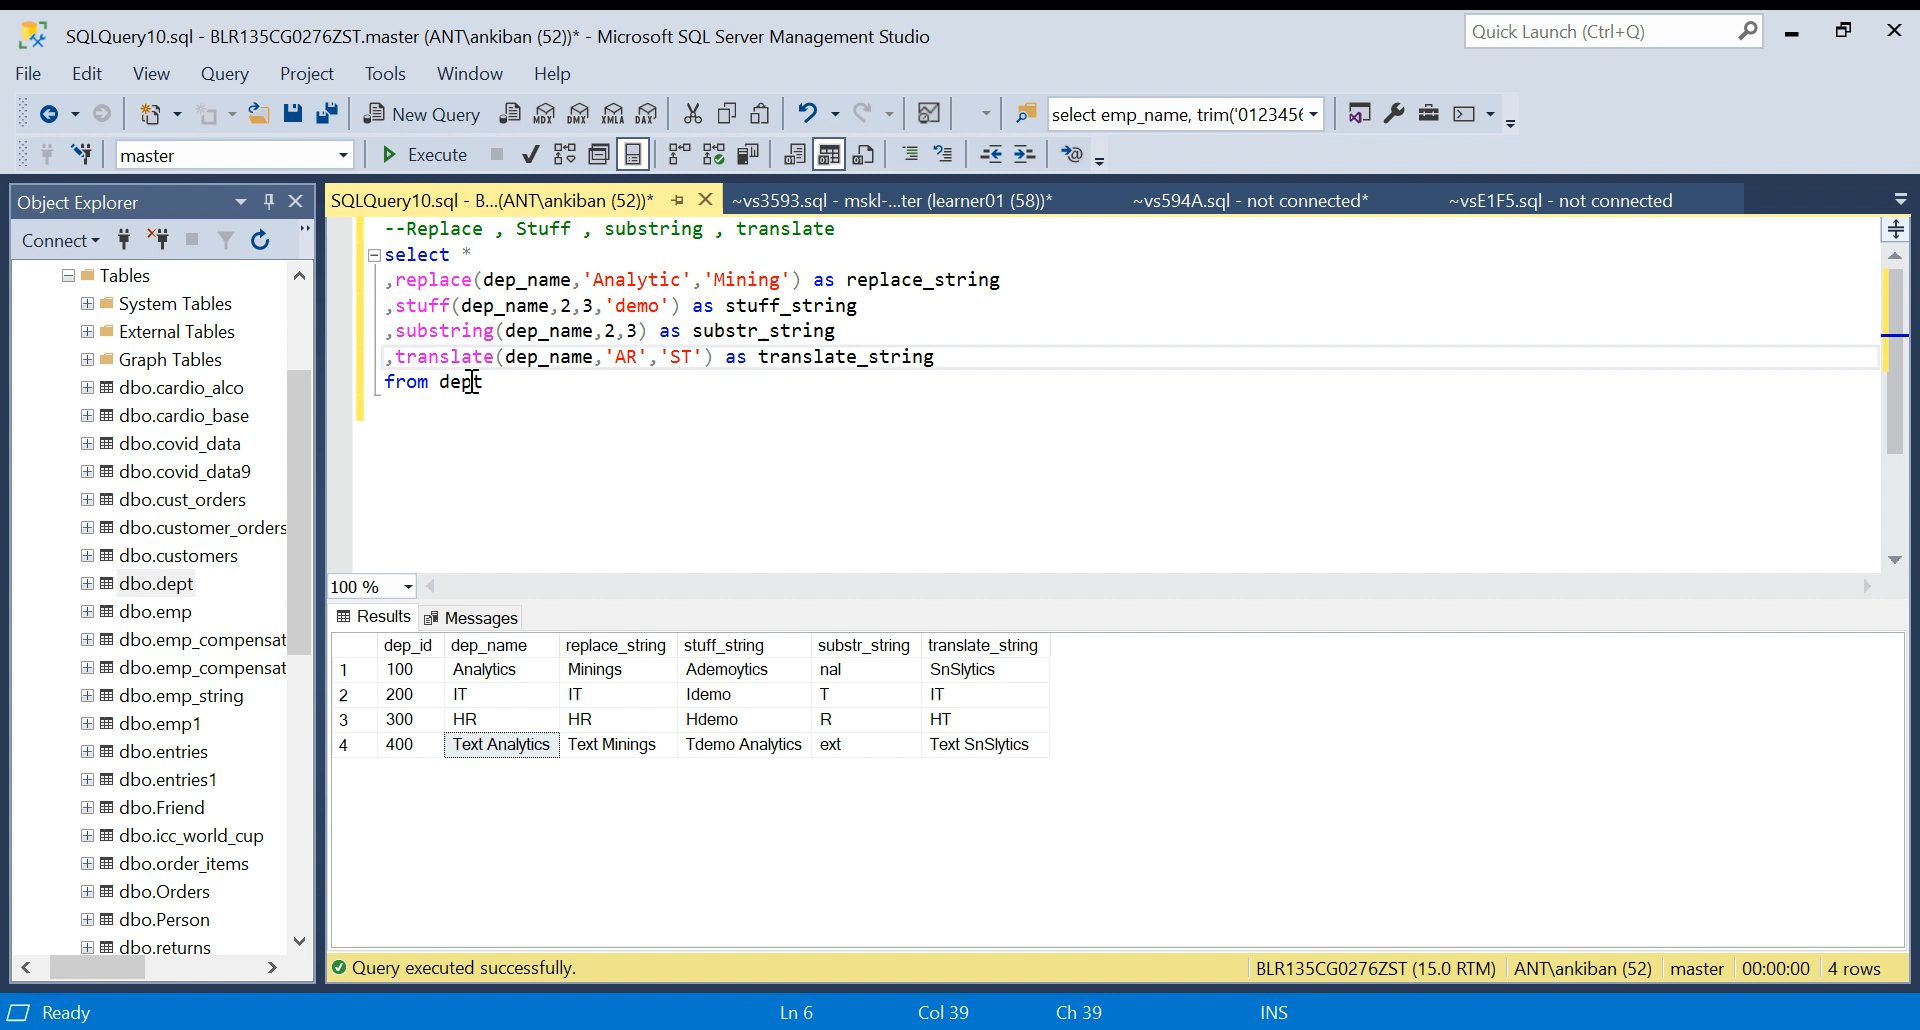 SQLQuery10.sql - BLR135CG0276ZST.master (ANT\ankiban (52))* - Microsoft SQL Server Management Studio
Quick Launch (Ctrl+Q)
File Edit View Query Project Tools Window Help
New Query MDX DMX XMLA DAX select emp_name, trim('0123456
master Execute
Object Explorer
Connect
Tables
System Tables
External Tables
Graph Tables
dbo.cardio_alco
dbo.cardio_base
dbo.covid_data
dbo.covid_data9
dbo.cust_orders
dbo.customer_orders
dbo.customers
dbo.dept
dbo.emp
dbo.emp_compensat
dbo.emp_compensat
dbo.emp_string
dbo.emp1
dbo.entries
dbo.entries1
dbo.Friend
dbo.icc_world_cup
dbo.order_items
dbo.Orders
dbo.Person
dbo.returns
SQLQuery10.sql - B...(ANT\ankiban (52))* ~vs3593.sql - mskl-...ter (learner01 (58))* ~vs594A.sql - not connected* ~vsE1F5.sql - not connected
--Replace , Stuff , substring , translate
select *
,replace(dep_name,'Analytic','Mining') as replace_string
,stuff(dep_name,2,3,'demo') as stuff_string
,substring(dep_name,2,3) as substr_string
,translate(dep_name,'AR','ST') as translate_string
from dept
100 %
Results Messages
dep_id dep_name replace_string stuff_string substr_string translate_string
1 100 Analytics Minings Ademoytics nal SnSlytics
2 200 IT IT Idemo T IT
3 300 HR HR Hdemo R HT
4 400 Text Analytics Text Minings Tdemo Analytics ext Text SnSlytics
Query executed successfully. BLR135CG0276ZST (15.0 RTM) ANT\ankiban (52) master 00:00:00 4 rows
Ready Ln 6 Col 39 Ch 39 INS